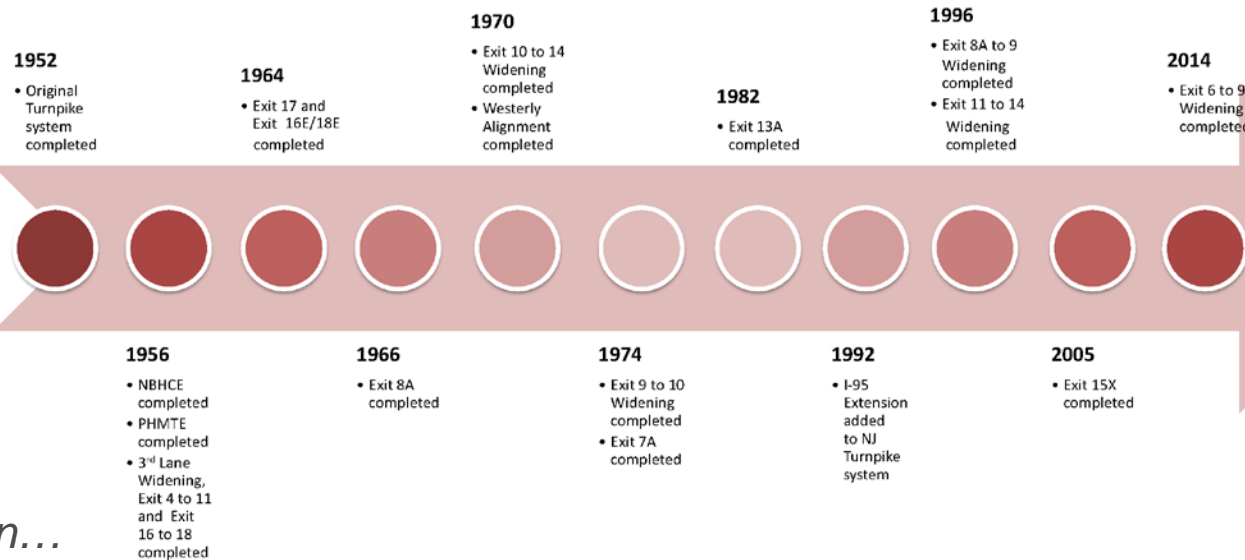 1952
• Original
Turnpike
system
completed
1964
• Exit 17 and
Exit 16E/18E
completed
1970
• Exit 10 to 14
Widening
completed
• Westerly
Alignment
completed
1982
• Exit 13A
completed
1996
• Exit 8A to 9
Widening
completed
• Exit 11 to 14
Widening
completed
2014
• Exit 6 to 9
Widening
completed
1956
• NBHCE
completed
• PHMTE
completed
• 3rd Lane
Widening,
Exit 4 to 11
and Exit
16 to 18
completed
1966
• Exit 8A
completed
1974
• Exit 9 to 10
Widening
completed
• Exit 7A
completed
1992
• I-95
Extension
added
to NJ
Turnpike
system
2005
• Exit 15X
completed
n…